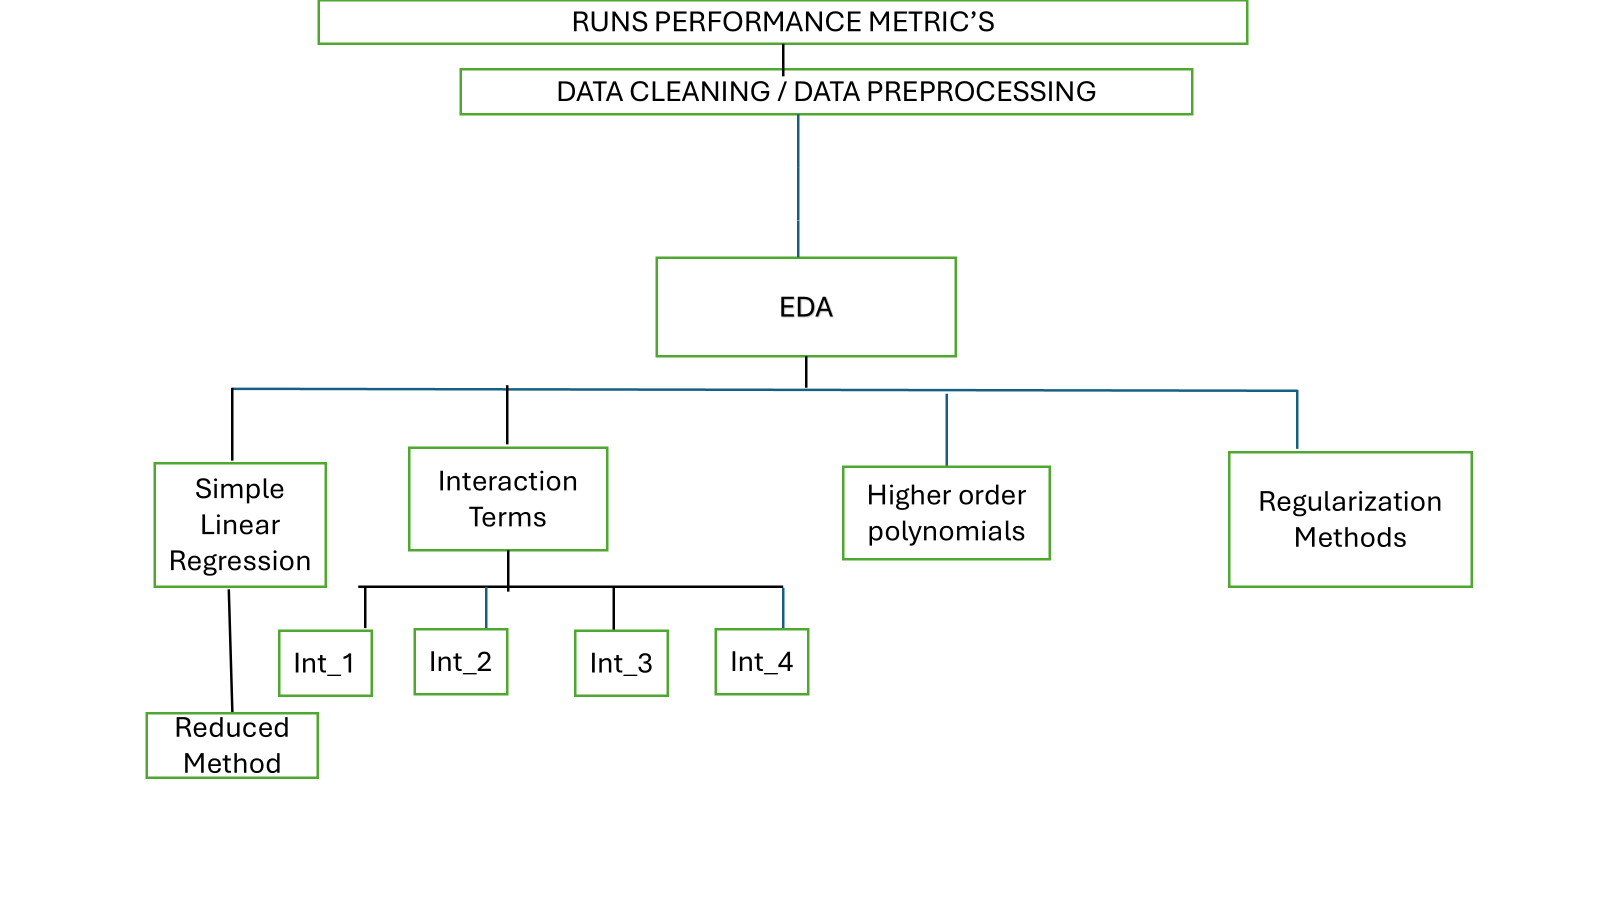 RUNS PERFORMANCE METRIC’S
DATA CLEANING / DATA PREPROCESSING
EDA
Simple
Linear
Regression
Interaction
Terms
Higher order
polynomials
Regularization
Methods
Int_1
Int_2
Int_3
Int_4
Reduced
Method